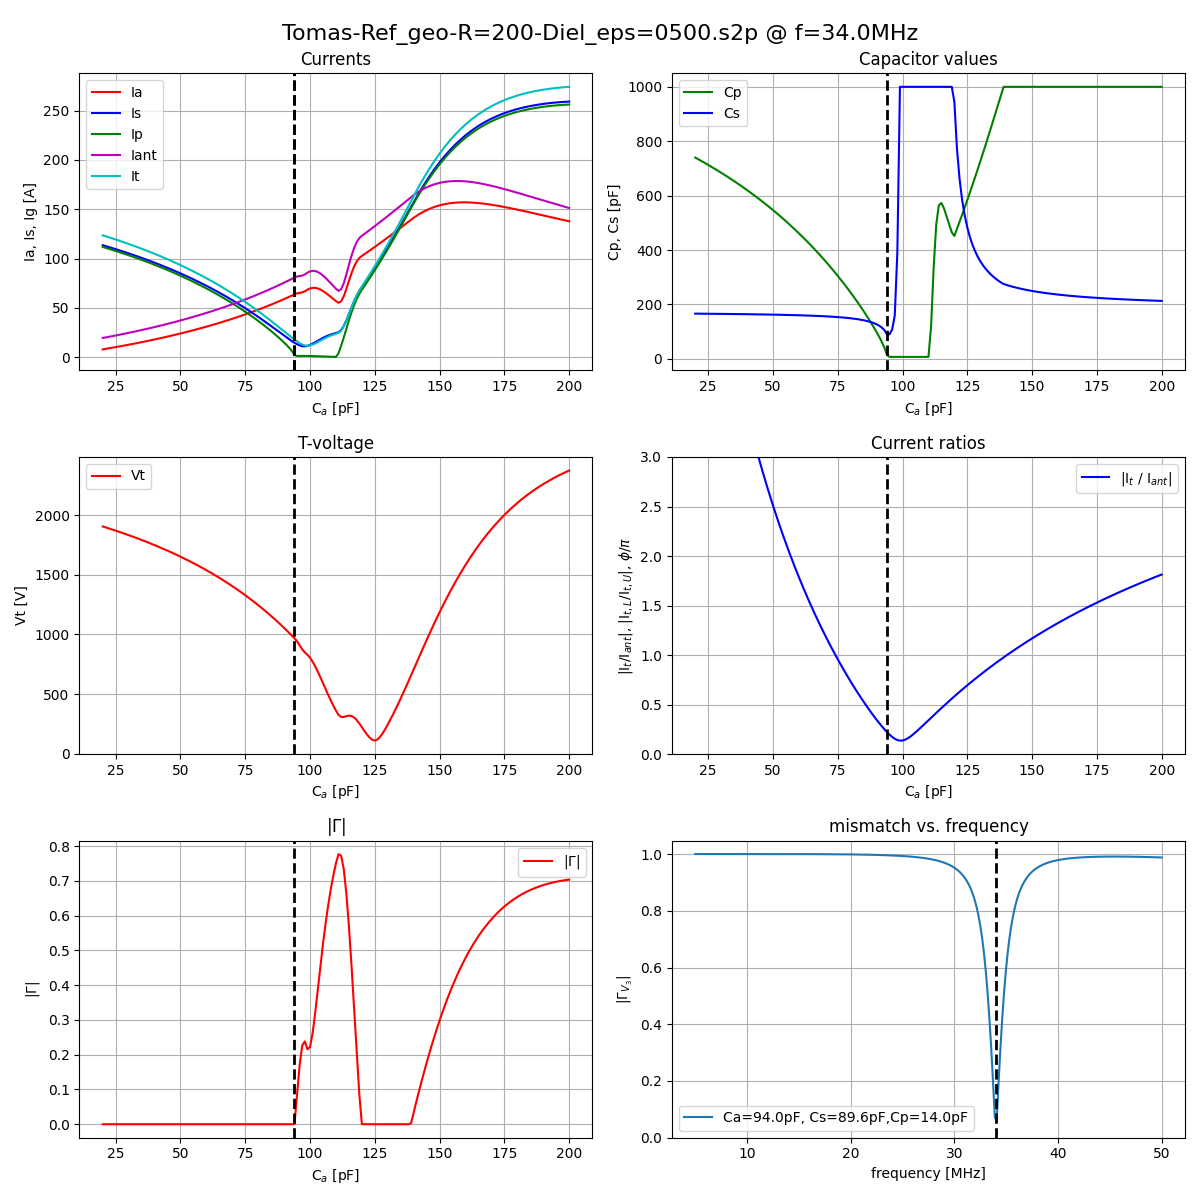 Tomas-Ref_geo-R=200-Diel_eps=0500.s2p @ f=34.0MHz
Currents
Ia, Is, Ig [A]
250
200
150
100
50
0
Ia
Is
Ip
Iant
It
25 50 75 100 125 150 175 200
Ca [pF]
Capacitor values
Cp, Cs [pF]
1000
800
600
400
200
0
Cp
Cs
25 50 75 100 125 150 175 200
Ca [pF]
T-voltage
Vt [V]
2000
1500
1000
500
0
Vt
25 50 75 100 125 150 175 200
Ca [pF]
Current ratios
|It/Iant|, |It,L/It,U|, ϕ/π
3.0
2.5
2.0
1.5
1.0
0.5
0.0
|It / Iant|
25 50 75 100 125 150 175 200
Ca [pF]
|Γ|
|Γ|
0.8
0.7
0.6
0.5
0.4
0.3
0.2
0.1
0.0
|Γ|
25 50 75 100 125 150 175 200
Ca [pF]
mismatch vs. frequency
|ΓV3|
1.0
0.8
0.6
0.4
0.2
0.0
Ca=94.0pF, Cs=89.6pF,Cp=14.0pF
10 20 30 40 50
frequency [MHz]